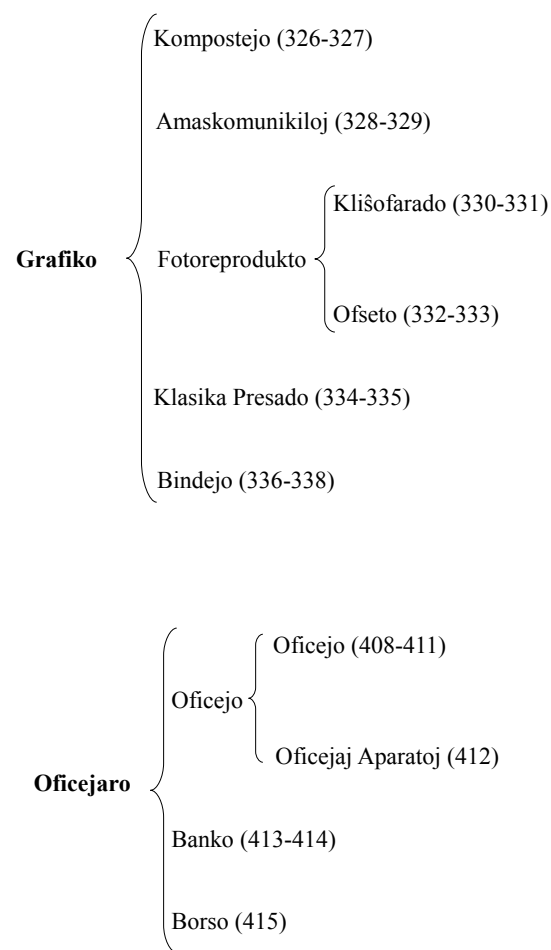 Kompostejo (326-327)
Amaskomunikiloj (328-329)
Kliŝofarado (330-331)
Grafiko
Fotoreprodukto
Ofseto (332-333)
Klasika Presado (334-335)
Bindejo (336-338)
Oficejo (408-411)
Oficejo
Oficejaj Aparatoj (412)
Oficejaro
Banko (413-414)
Borso (415)